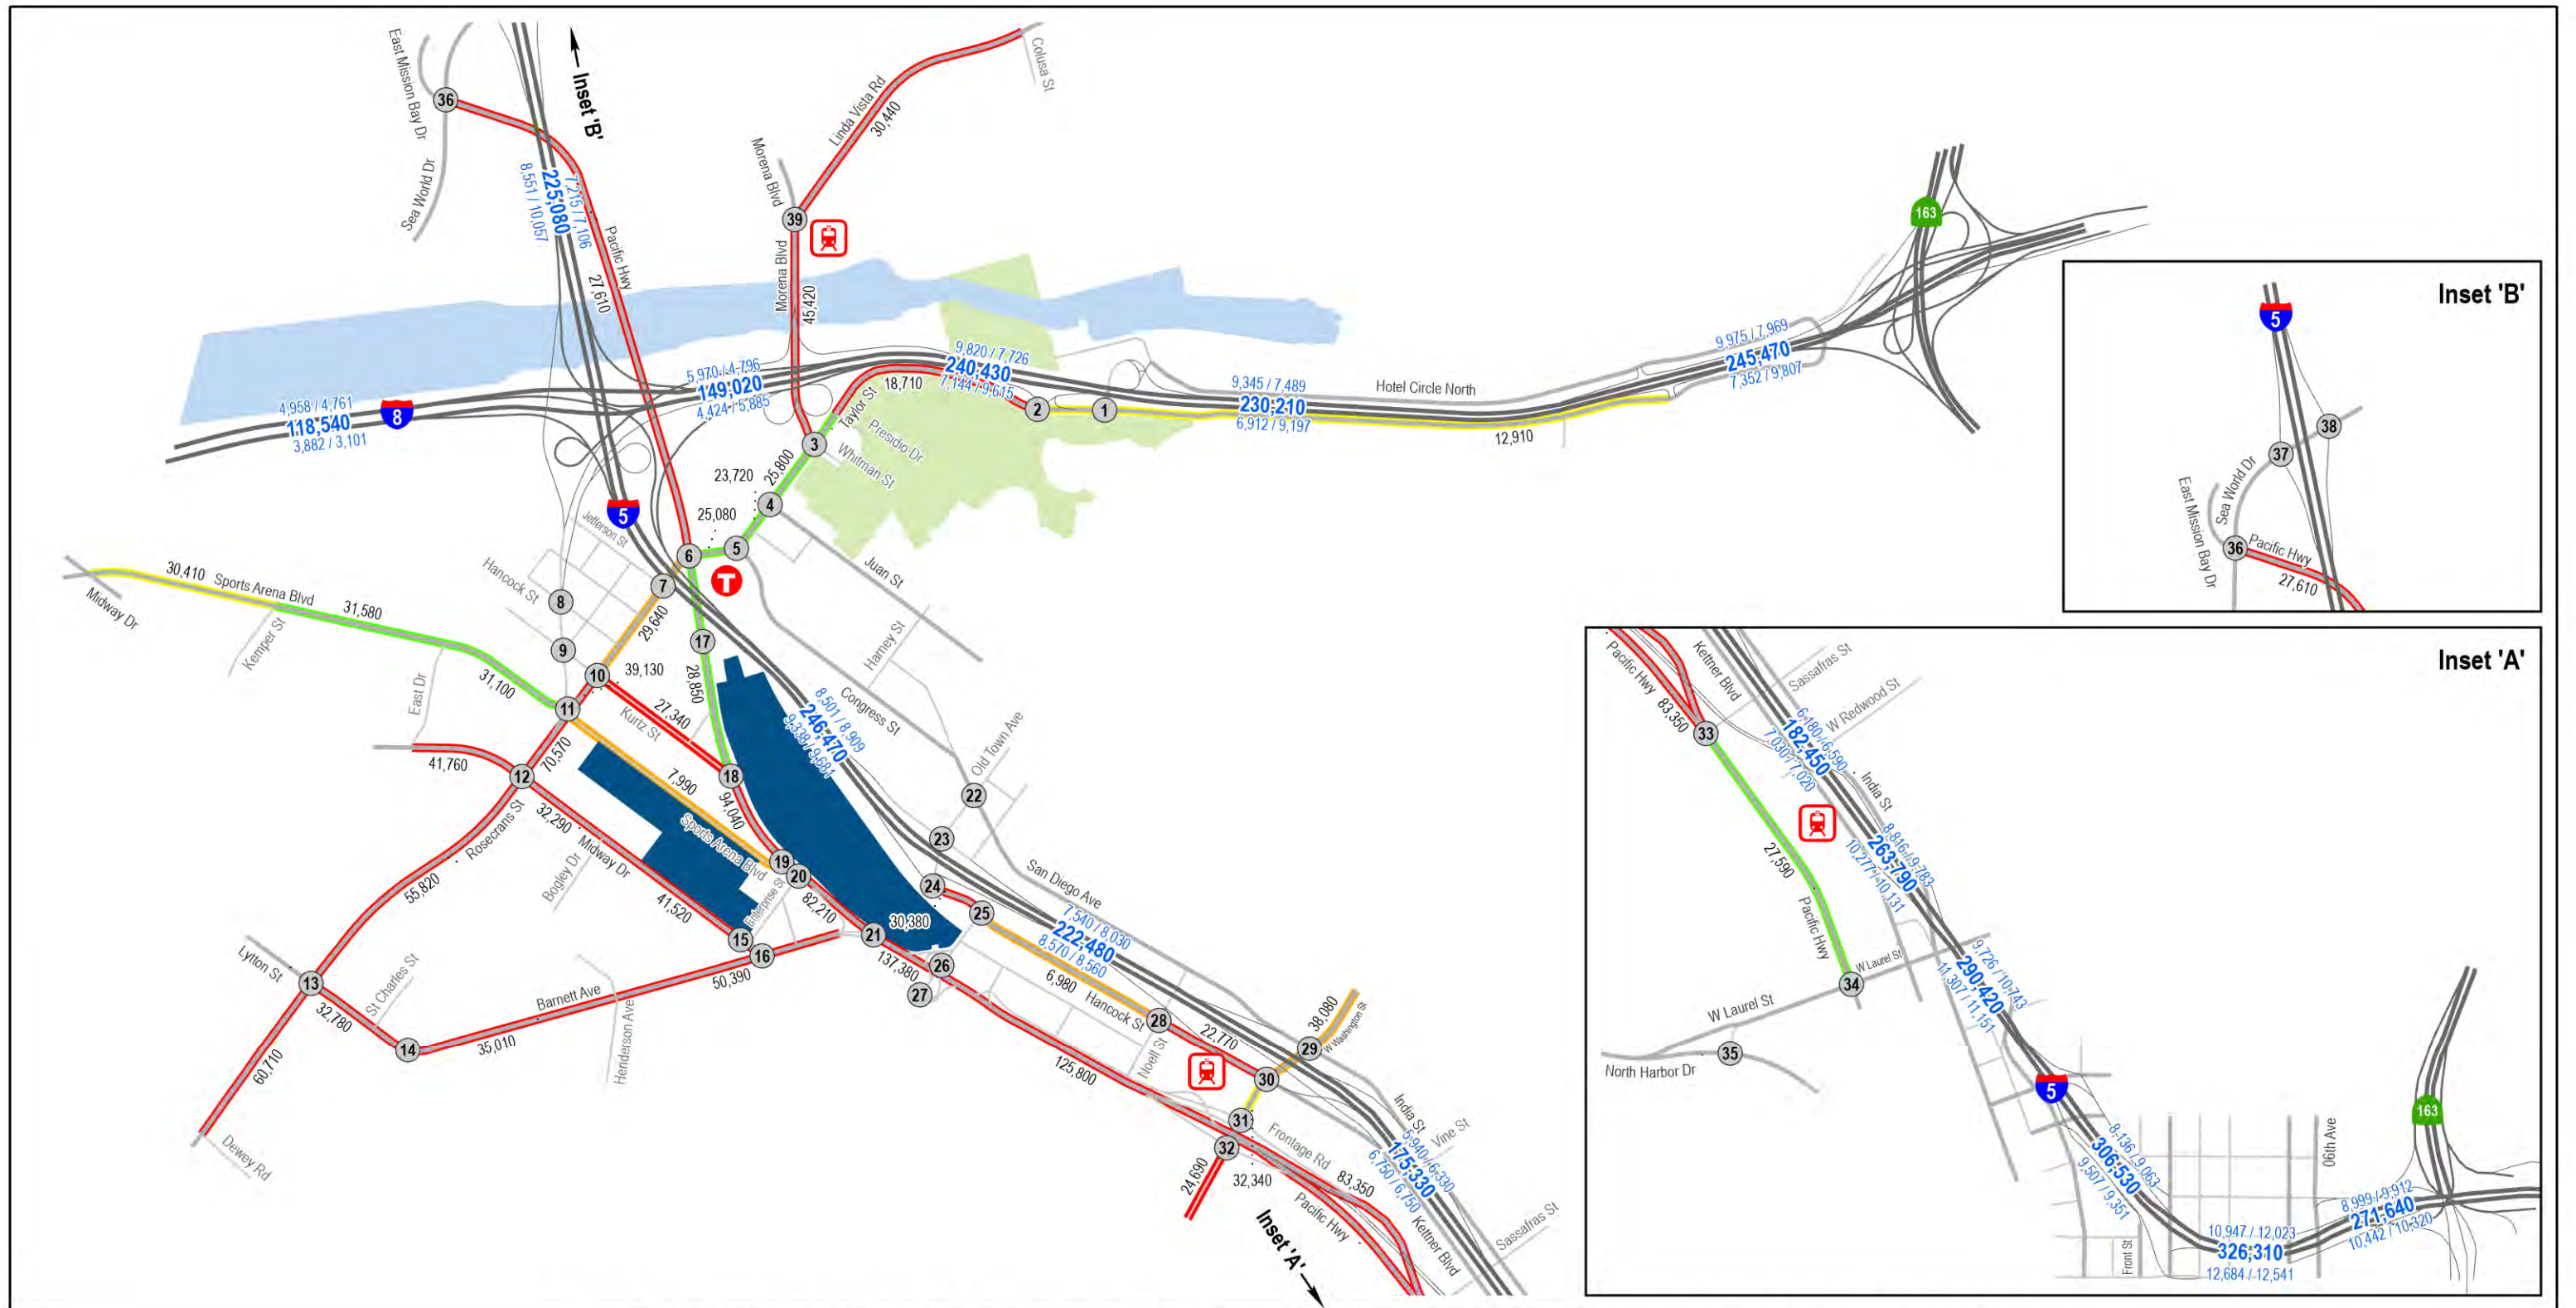 East Mission Bay Dr
36
Inset 'B'
Colusa St
Linda Vista Rd
30,440
Sea World Dr
7,215 / 7,106
225,080
8,551 / 10,057
Pacific Hwy
27,610
Morena Blvd
39
Morena Blvd
45,420
163
9,975 / 7,969
245,470
7,352 / 9,807
9,820 / 7,726
240,430
7,144 / 9,615
5,970 / 4,796
149,020
4,424 / 5,885
18,710
9,345 / 7,489
230,210
6,912 / 9,197
Hotel Circle North
12,910
4,958 / 4,761
118,540
3,882 / 3,101
8
2
1
3
Taylor St
Presidio Dr
Whitman St
23,720
25,800
4
25,080
5
6
5
Jefferson St
7
T
Juan St
Hancock St
8
30,410
Sports Arena Blvd
31,580
Midway Dr
Kemper St
29,640
17
Harney St
9
10
39,130
28,850
Congress St
East Dr
31,100
11
Kurtz St
27,340
8,501 / 8,909
246,470
9,338 / 9,681
Old Town Ave
41,760
70,570
12
7,990
18
94,040
22
32,290
Midway Dr
Sports Arena Blvd
Rosecrans St
Bogley Dr
19
20
23
24
San Diego Ave
55,820
41,520
Enterprise St
82,210
30,380
25
7,540 / 8,030
222,480
8,570 / 8,560
15
16
21
137,380
26
27
6,980
Hancock St
Lytton St
13
St Charles St
50,390
Barnett Ave
Henderson Ave
32,780
14
35,010
60,710
Dewey Rd
28
22,770
38,080
29
W Washington St
Noell St
30
125,800
31
32
Frontage Rd
India St
Vine St
5,940 / 6,330
175,330
6,750 / 6,750
24,690
32,340
83,350
Pacific Hwy
Kettner Blvd
Sassafras St
Inset 'A'
Inset 'B'
5
38
37
Sea World Dr
East Mission Bay Dr
36
Pacific Hwy
27,610
Inset 'A'
Pacific Hwy
83,350
Kettner Blvd
33
Sassafras St
W Redwood St
6,180 / 6,590
182,450
7,030 / 7,020
India St
8,816 / 9,783
263,790
10,277 / 10,131
27,590
Pacific Hwy
W Laurel St
34
W Laurel St
35
North Harbor Dr
9,726 / 10,743
290,420
11,307 / 11,151
5
8,136 / 9,063
306,530
9,507 / 9,351
06th Ave
163
Front St
10,947 / 12,023
326,310
12,684 / 12,541
8,999 / 9,912
271,640
10,442 / 10,320